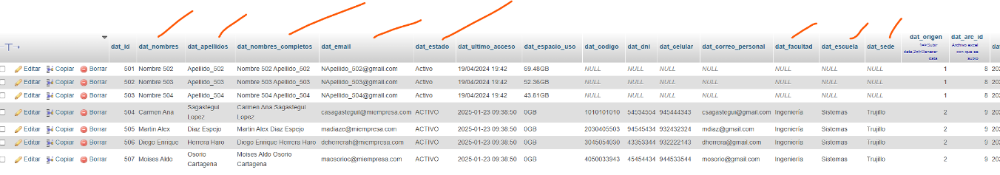 dat_id dat_nombres dat_apellidos dat_nombres_completos dat_email dat_estado dat_ultimo_acceso dat_espacio_uso dat_codigo dat_dni dat_celular dat_correo_personal dat_facultad dat_escuela dat_sede dat_origen dat_arc_id
1=>Subir data,2=>Generar data
Archivo excel con que se subio
Editar Copiar Borrar 501 Nombre 502 Apellido_502 Nombre 502 Apellido_502 NApellido_502@gmail.com Activo 19/04/2024 19:42 69.48GB NULL NULL NULL NULL NULL NULL NULL 1 8 202
Editar Copiar Borrar 502 Nombre 503 Apellido_503 Nombre 503 Apellido_503 NApellido_503@gmail.com Activo 19/04/2024 19:42 52.36GB NULL NULL NULL NULL NULL NULL NULL 1 8 202
Editar Copiar Borrar 503 Nombre 504 Apellido_504 Nombre 504 Apellido_504 NApellido_504@gmail.com Activo 19/04/2024 19:42 43.81GB NULL NULL NULL NULL NULL NULL NULL 1 8 202
Editar Copiar Borrar 504 Carmen Ana Sagastegui Lopez Carmen Ana Sagastegui Lopez casagasteguil@miempresa.com ACTIVO 2025-01-23 09:38:50 0GB 1010101010 54534554 945444343 csagastegui@gmail.com Ingeniería Sistemas Trujillo 2 9 202
Editar Copiar Borrar 505 Martin Alex Diaz Espejo Martin Alex Diaz Espejo madiaze@miempresa.com ACTIVO 2025-01-23 09:38:50 0GB 2030405503 94545434 932432324 mdiaz@gmail.com Ingeniería Sistemas Trujillo 2 9 202
Editar Copiar Borrar 506 Diego Enrique Herrera Haro Diego Enrique Herrera Haro deherrerah@miempresa.com ACTIVO 2025-01-23 09:38:50 0GB 3045054030 43353344 932222143 dherrera@gmail.com Ingeniería Sistemas Trujillo 2 9 202
Editar Copiar Borrar 507 Moises Aldo Osorio Cartagena Moises Aldo Osorio Cartagena maosorioc@miempresa.com ACTIVO 2025-01-23 09:38:50 0GB 4050033943 45454434 944533544 mosorio@gmail.com Ingeniería Sistemas Trujillo 2 9 202